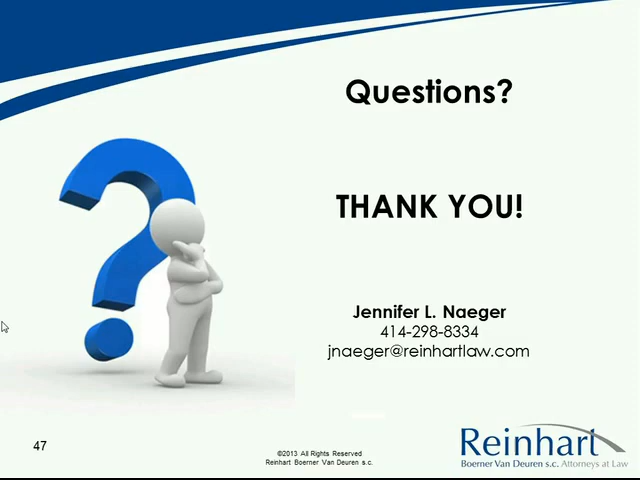 Questions?
THANK YOU!
Jennifer L. Naeger
414-298-8334
jnaeger@reinhartlaw.com
47
©2013 All Rights Reserved
Reinhart Boerner Van Deuren s.c.
Reinhart
Boerner Van Deuren s.c. Attorneys at Law